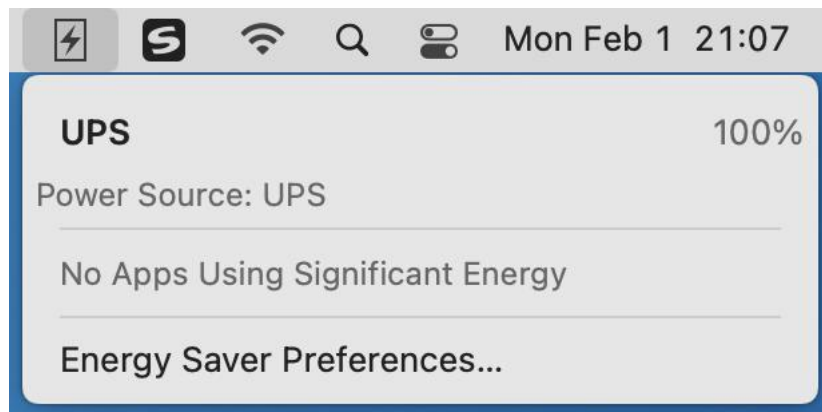 Mon Feb 1 21:07
UPS 100%
Power Source: UPS
No Apps Using Significant Energy
Energy Saver Preferences...